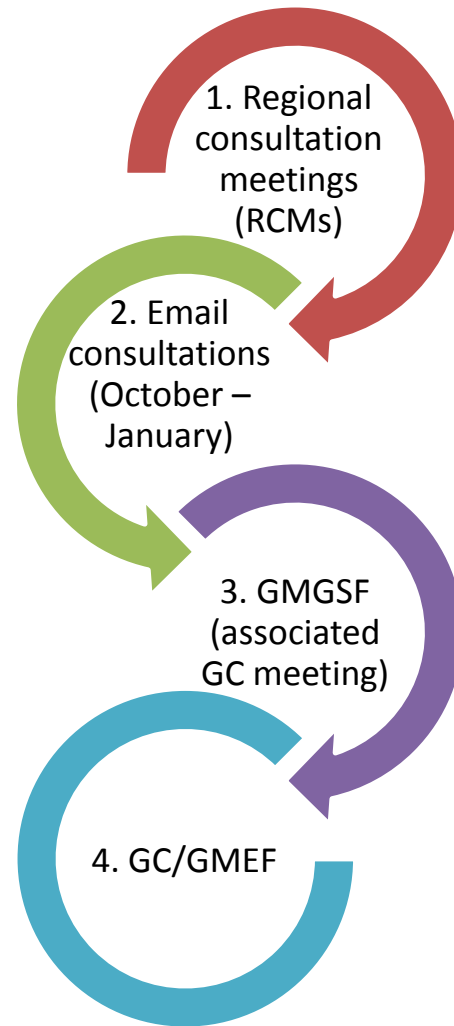 1. Regional
consultation
meetings
(RCMs)
2. Email
consultations
(October –
January)
3. GMGSF
(associated
GC meeting)
4. GC/GMEF